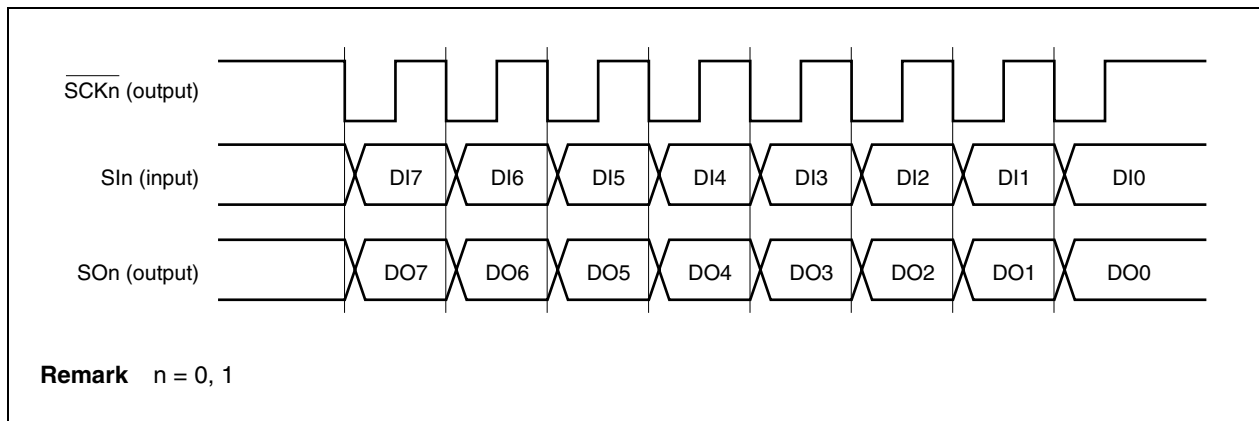 SCKn (output)
SIn (input) DI7 DI6 DI5 DI4 DI3 DI2 DI1 DI0
SOn (output) DO7 DO6 DO5 DO4 DO3 DO2 DO1 DO0
Remark n = 0, 1